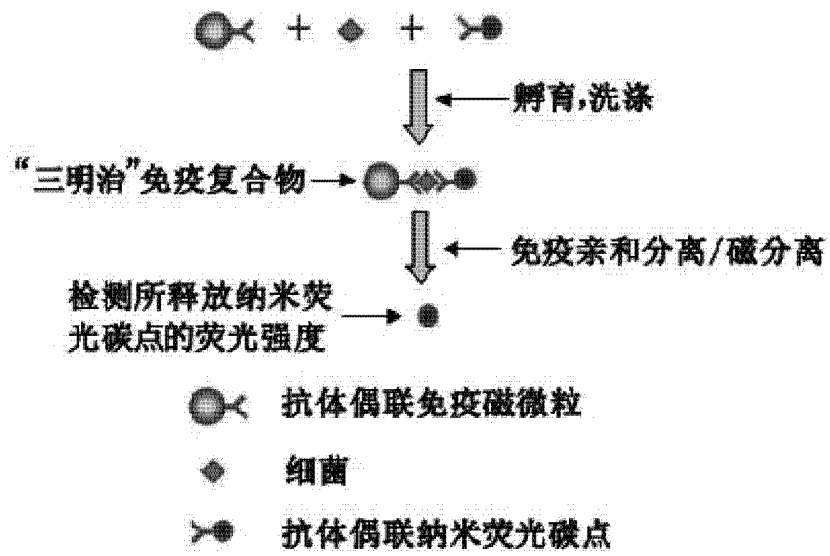 + +
孵育,洗涤
“三明治”免疫复合物
免疫亲和分离/磁分离
检测所释放纳米荧
光碳点的荧光强度
抗体偶联免疫磁微粒
细菌
抗体偶联纳米荧光碳点